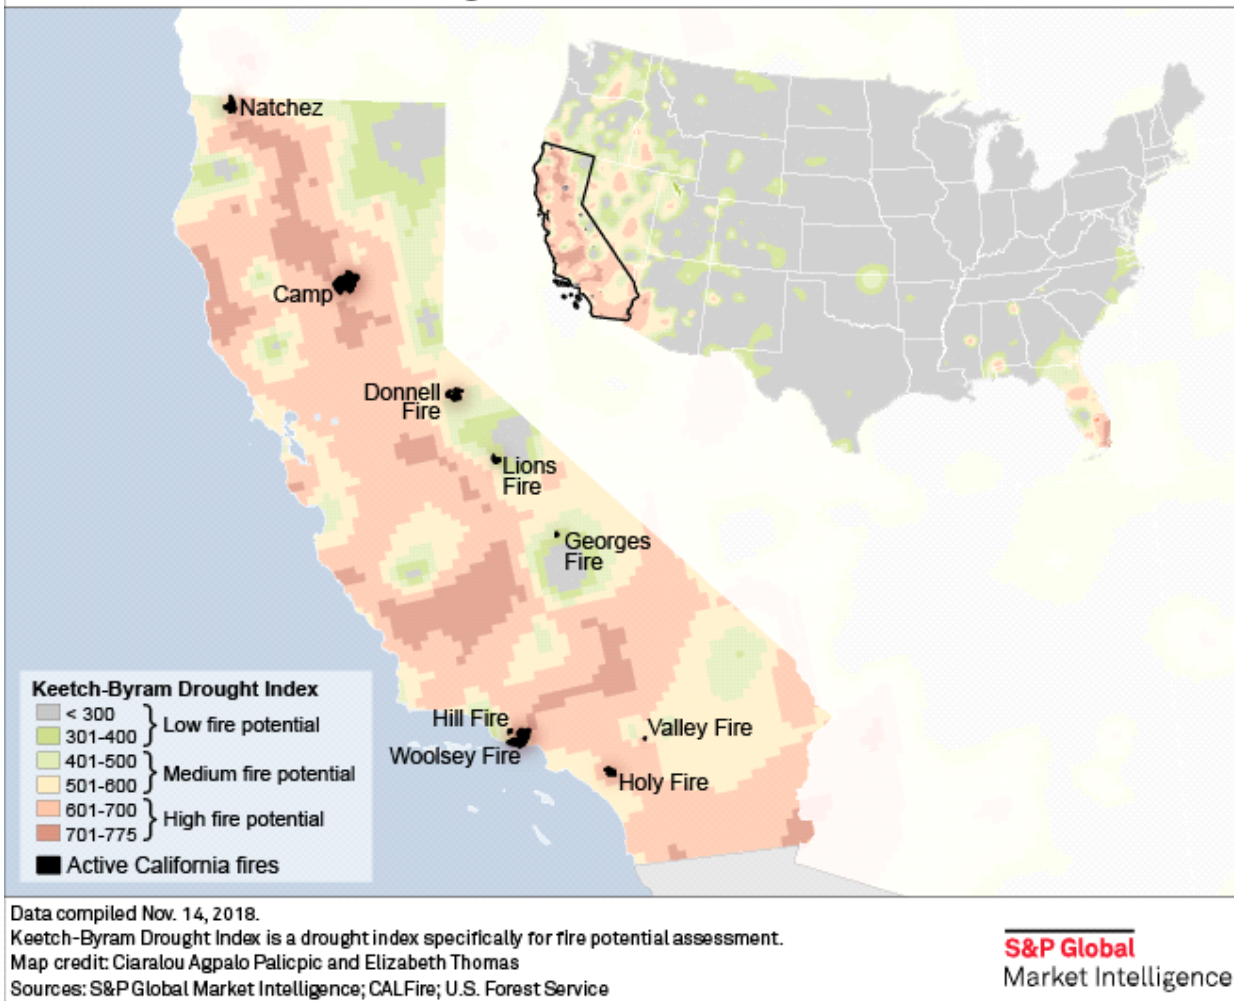 Natchez
Camp
Donnell
Fire
Lions
Fire
Georges
Fire
Hill Fire
Woolsey Fire
Valley Fire
Holy Fire
Keetch-Byram Drought Index
< 300
301-400
Low fire potential
401-500
501-600
Medium fire potential
601-700
701-775
High fire potential
Active California fires
Data compiled Nov. 14, 2018.
Keetch-Byram Drought Index is a drought index specifically for fire potential assessment.
Map credit: Ciaralou Agpalo Palicpic and Elizabeth Thomas
Sources: S&P Global Market Intelligence; CALFire; U.S. Forest Service
S&P Global
Market Intelligence